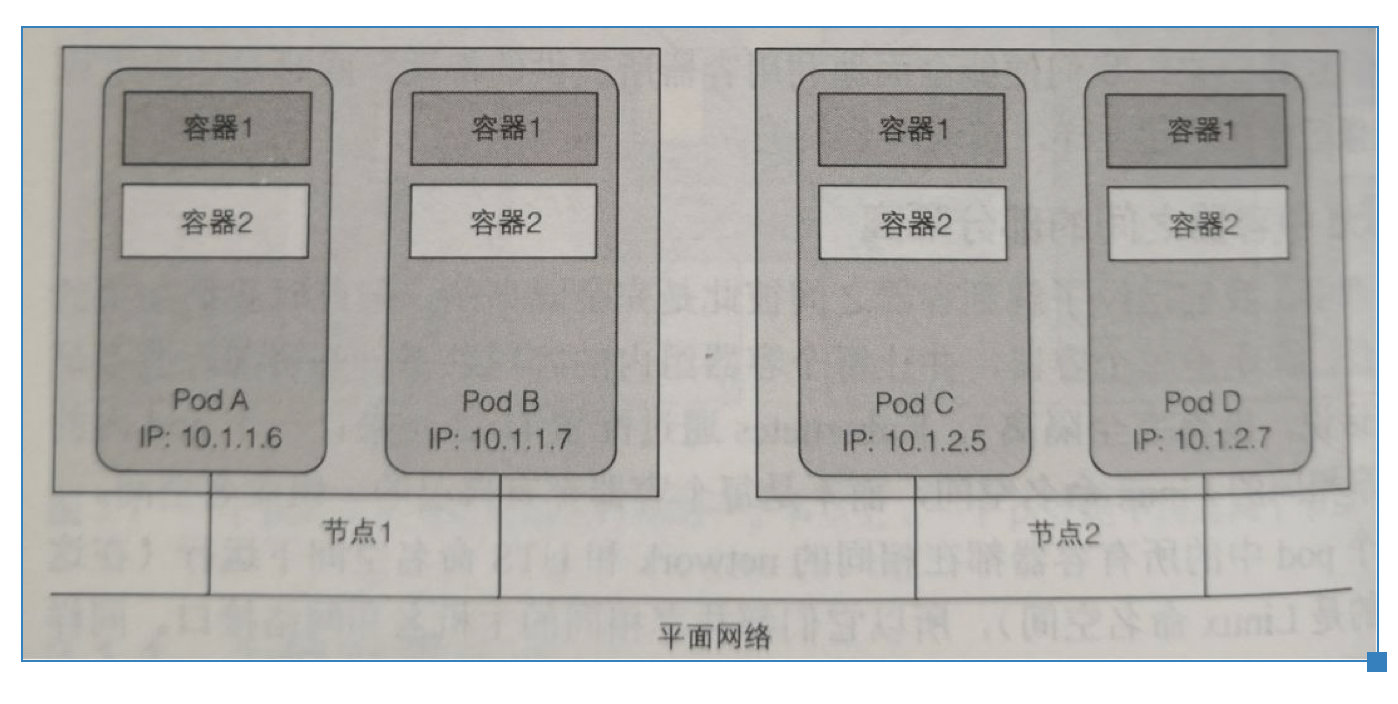 容器1
容器2
Pod A
IP: 10.1.1.6
容器1
容器2
Pod B
IP: 10.1.1.7
节点1
容器1
容器2
Pod C
IP: 10.1.2.5
容器1
容器2
Pod D
IP: 10.1.2.7
节点2
平面网络